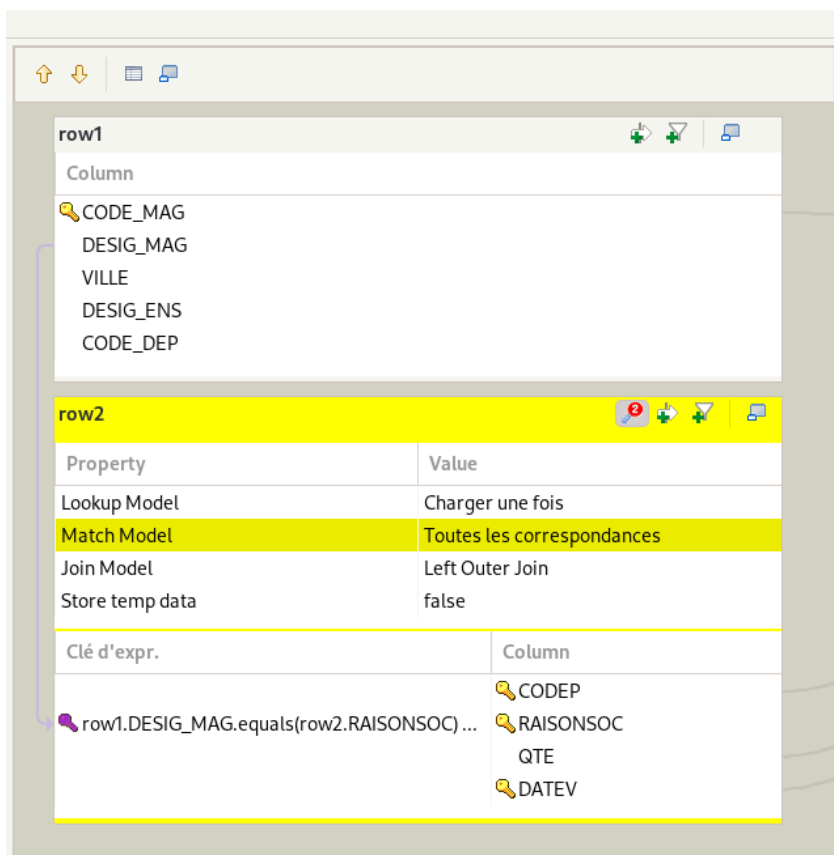 row1
Column
CODE_MAG
DESIG_MAG
VILLE
DESIG_ENS
CODE_DEP
row2
2
Property Value
Lookup Model Charger une fois
Match Model Toutes les correspondances
Join Model Left Outer Join
Store temp data false
Clé d'expr. Column
CODEP
row1.DESIG_MAG.equals(row2.RAISONSOC) ... RAISONSOC
QTE
DATEV